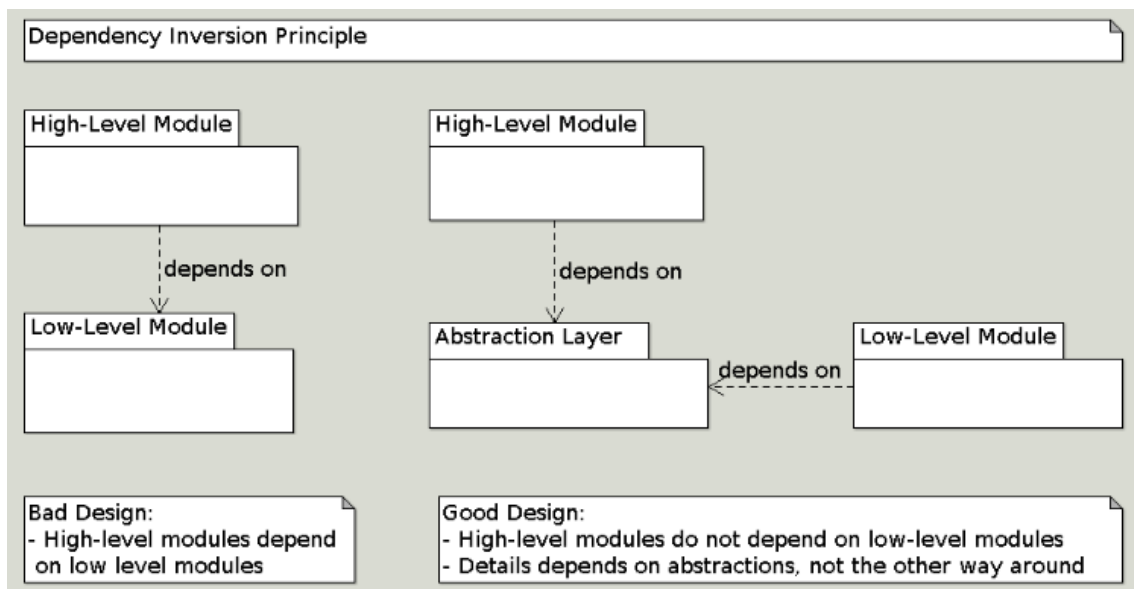 Dependency Inversion Principle
High-Level Module
High-Level Module
depends on
depends on
Low-Level Module
Abstraction Layer
Low-Level Module
depends on
Bad Design:
- High-level modules depend
on low level modules
Good Design:
- High-level modules do not depend on low-level modules
- Details depends on abstractions, not the other way around